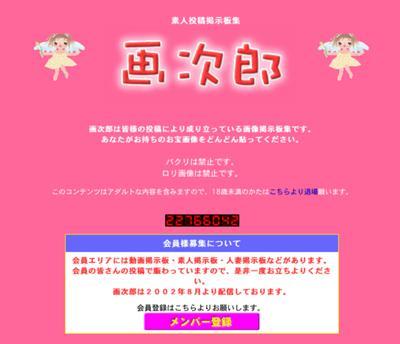 素人投稿掲示板集
画次郎
画次郎は皆様の投稿により成り立っている画像掲示板集です。
あなたがお持ちのお宝画像をどんどん貼ってください。
パクリは禁止です。
ロリ画像は禁止です。
このコンテンツはアダルトな内容を含みますので、18歳未満のかたはこちらより退場願います。
22768042
会員様募集について
会員エリアには動画掲示板・素人掲示板・人妻掲示板などがあります。
会員の皆さんの投稿で賑わっていますので、是非一度お立ちよりくださ
い。
画次郎は2002年8月より配信しております。
会員登録はこちらよりお願いします。
メンバー登録